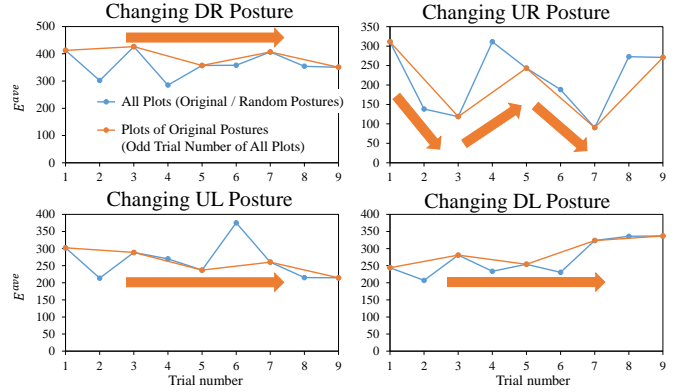 Changing DR Posture
500
400
300
200
100
0
E^ave
All Plots (Original / Random Postures)
Plots of Original Postures
(Odd Trial Number of All Plots)
1 2 3 4 5 6 7 8 9
Changing UR Posture
350
300
250
200
150
100
50
0
1 2 3 4 5 6 7 8 9
Changing UL Posture
400
350
300
250
200
150
100
50
0
E^ave
1 2 3 4 5 6 7 8 9
Trial number
Changing DL Posture
400
350
300
250
200
150
100
50
0
1 2 3 4 5 6 7 8 9
Trial number